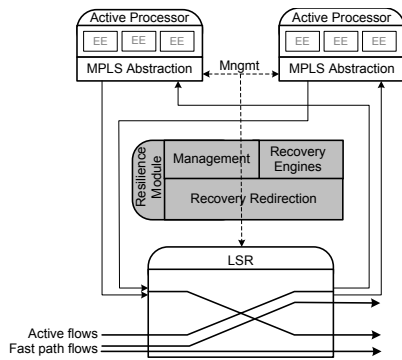 Active Processor
EE EE EE
MPLS Abstraction
Mngmt
Active Processor
EE EE EE
MPLS Abstraction
Resilience
Module
Management
Recovery
Engines
Recovery Redirection
LSR
Active flows
Fast path flows